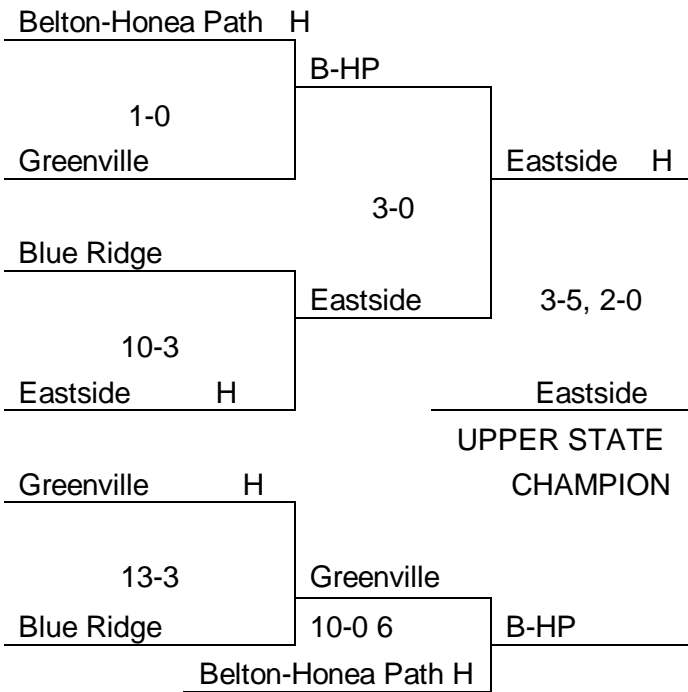 Belton-Honea Path H
B-HP
1-0
Greenville
Eastside H
3-0
Blue Ridge
Eastside
3-5, 2-0
10-3
Eastside H
Eastside
UPPER STATE
CHAMPION
Greenville H
13-3
Greenville
Blue Ridge
10-0 6
B-HP
Belton-Honea Path H